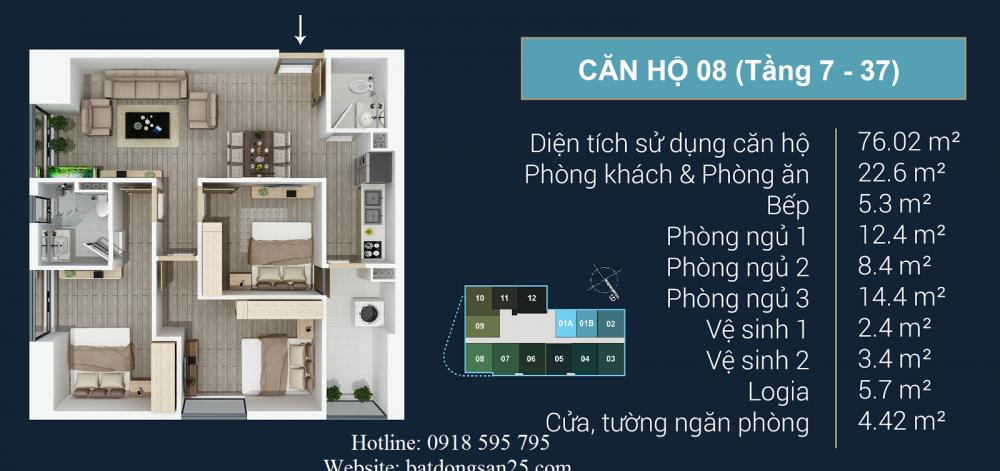 CĂN HỘ 08 (Tầng 7 - 37)
Diện tích sử dụng căn hộ 76.02 m²
Phòng khách & Phòng ăn 22.6 m²
Bếp 5.3 m²
Phòng ngủ 1 12.4 m²
Phòng ngủ 2 8.4 m²
Phòng ngủ 3 14.4 m²
Vệ sinh 1 2.4 m²
Vệ sinh 2 3.4 m²
Logia 5.7 m²
Cửa, tường ngăn phòng 4.42 m²
B
10 11 12
09 01A 01B 02
08 07 06 05 04 03
Hotline: 0918 595 795
Website: batdongsan25.com